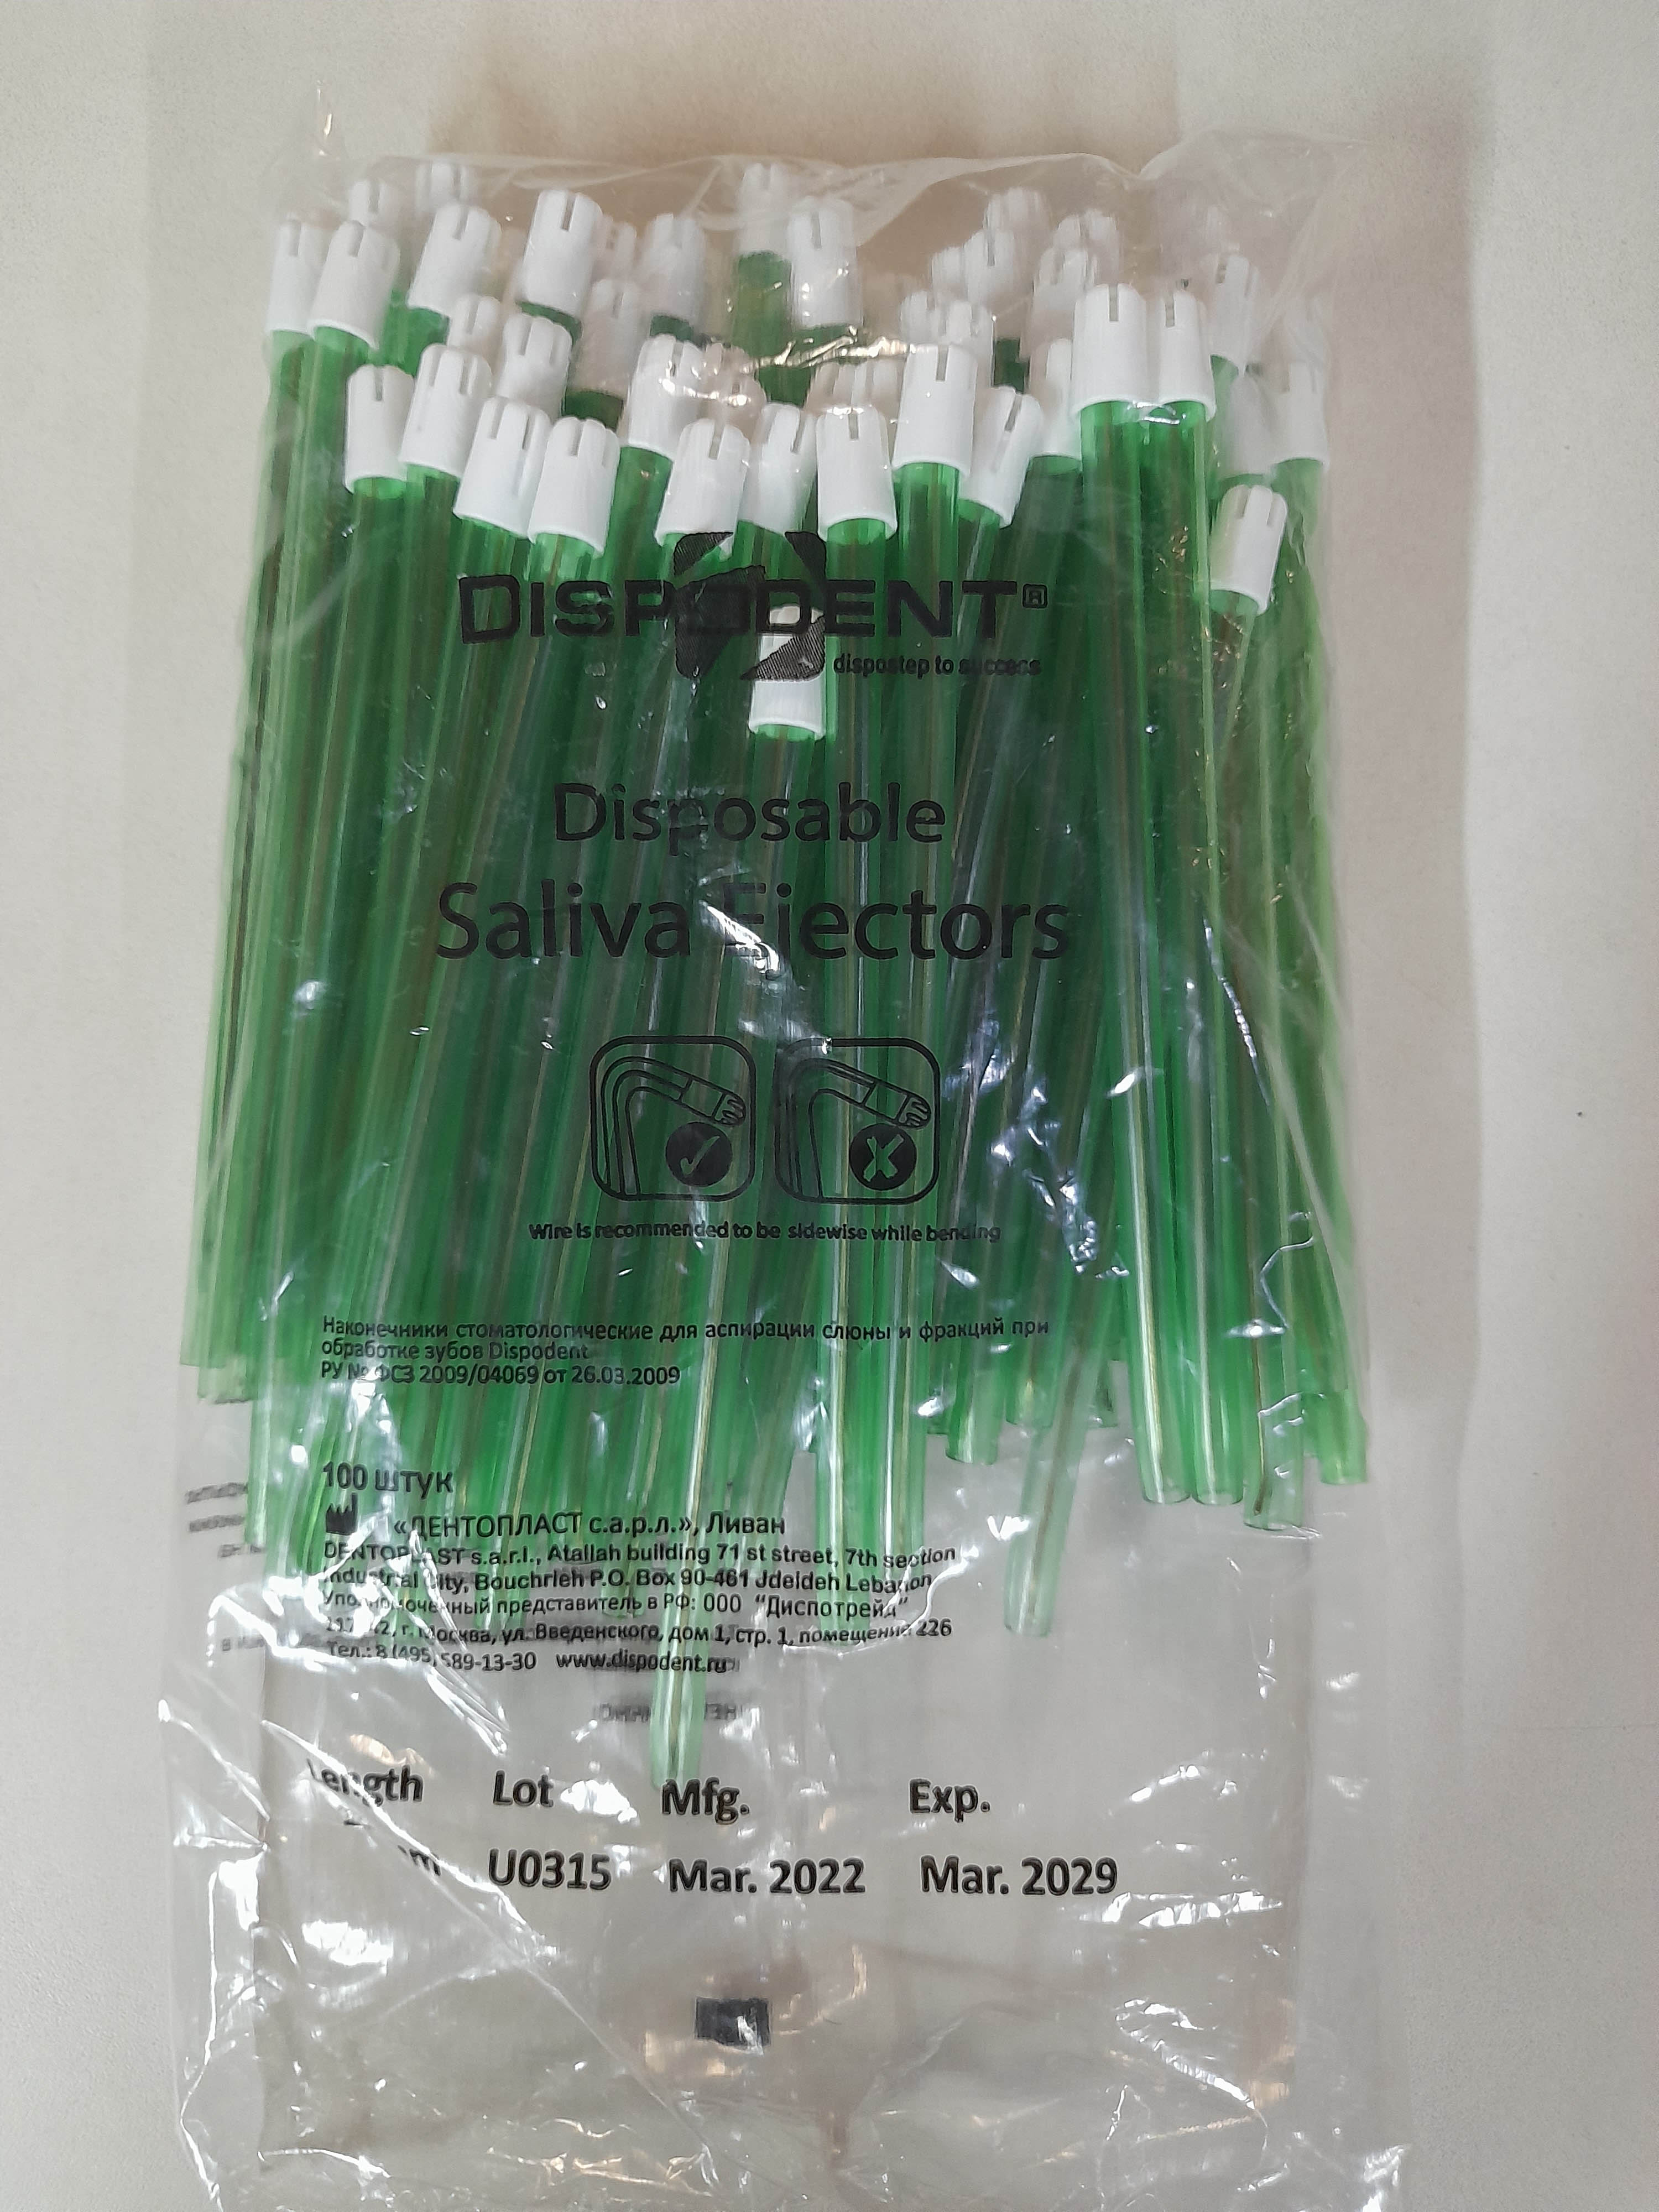 DISPODENT®
dispostep to success
Disposable
Saliva Ejectors
Wire is recommended to be sidewise while bending
Наконечники стоматологические для аспирации слюны и фракций при
обработке зубов Dispodent
РУ № ФСЗ 2009/04069 от 26.03.2009
100 штук
«ДЕНТОПЛАСТ с.а.р.л.», Ливан
DENTOPLAST s.a.r.l., Atallah building 71 st street, 7th section
Industrial City, Bouchrieh P.O. Box 90-461 Jdeideh Lebanon
Уполномоченный представитель в РФ: ООО "Диспотрейд"
г. Москва, ул. Введенского, дом 1, стр. 1, помещение 226
Тел.: 8 (495) 589-13-30 www.dispodent.ru
Length Lot Mfg. Exp.
U0315 Mar. 2022 Mar. 2029